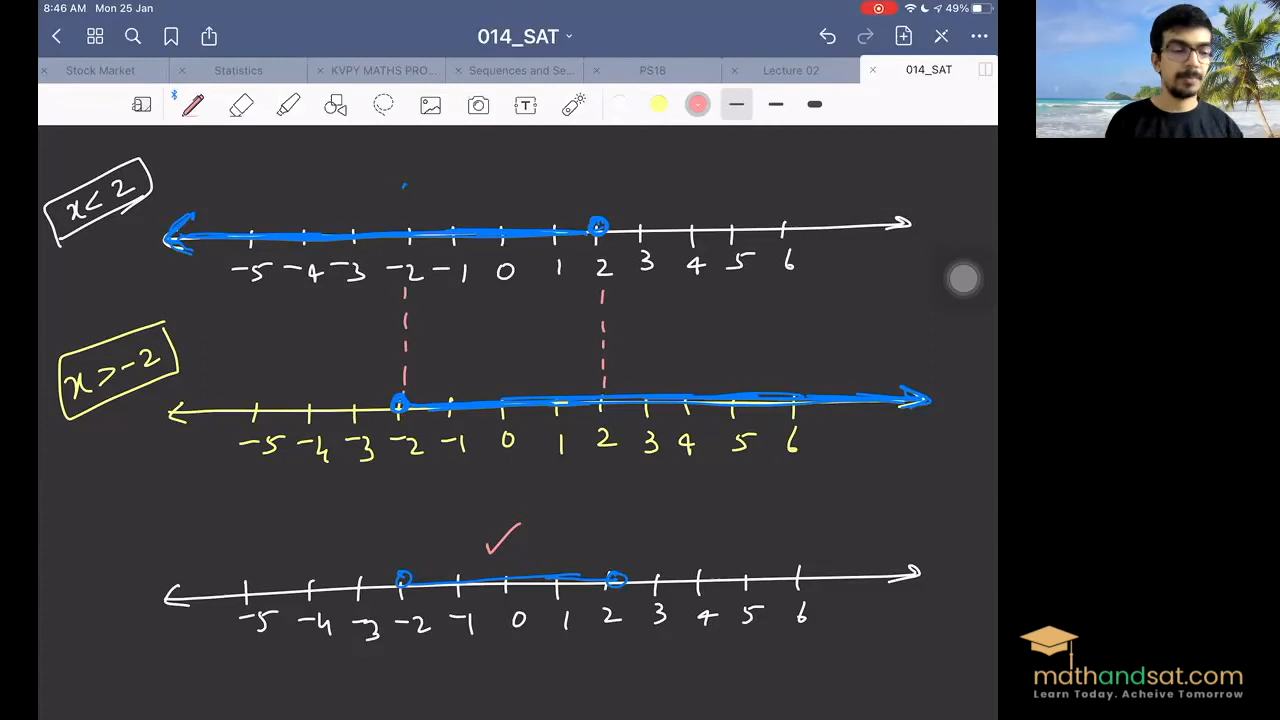 8:46 AM Mon 25 Jan
49%
014_SAT
Stock Market
Statistics
KVPY MATHS PRO...
Sequences and Se...
PS18
Lecture 02
014_SAT
x < 2
-5 -4 -3 -2 -1 0 1 2 3 4 5 6
x > -2
-5 -4 -3 -2 -1 0 1 2 3 4 5 6
-5 -4 -3 -2 -1 0 1 2 3 4 5 6
mathandsat.com
Learn Today. Acheive Tomorrow